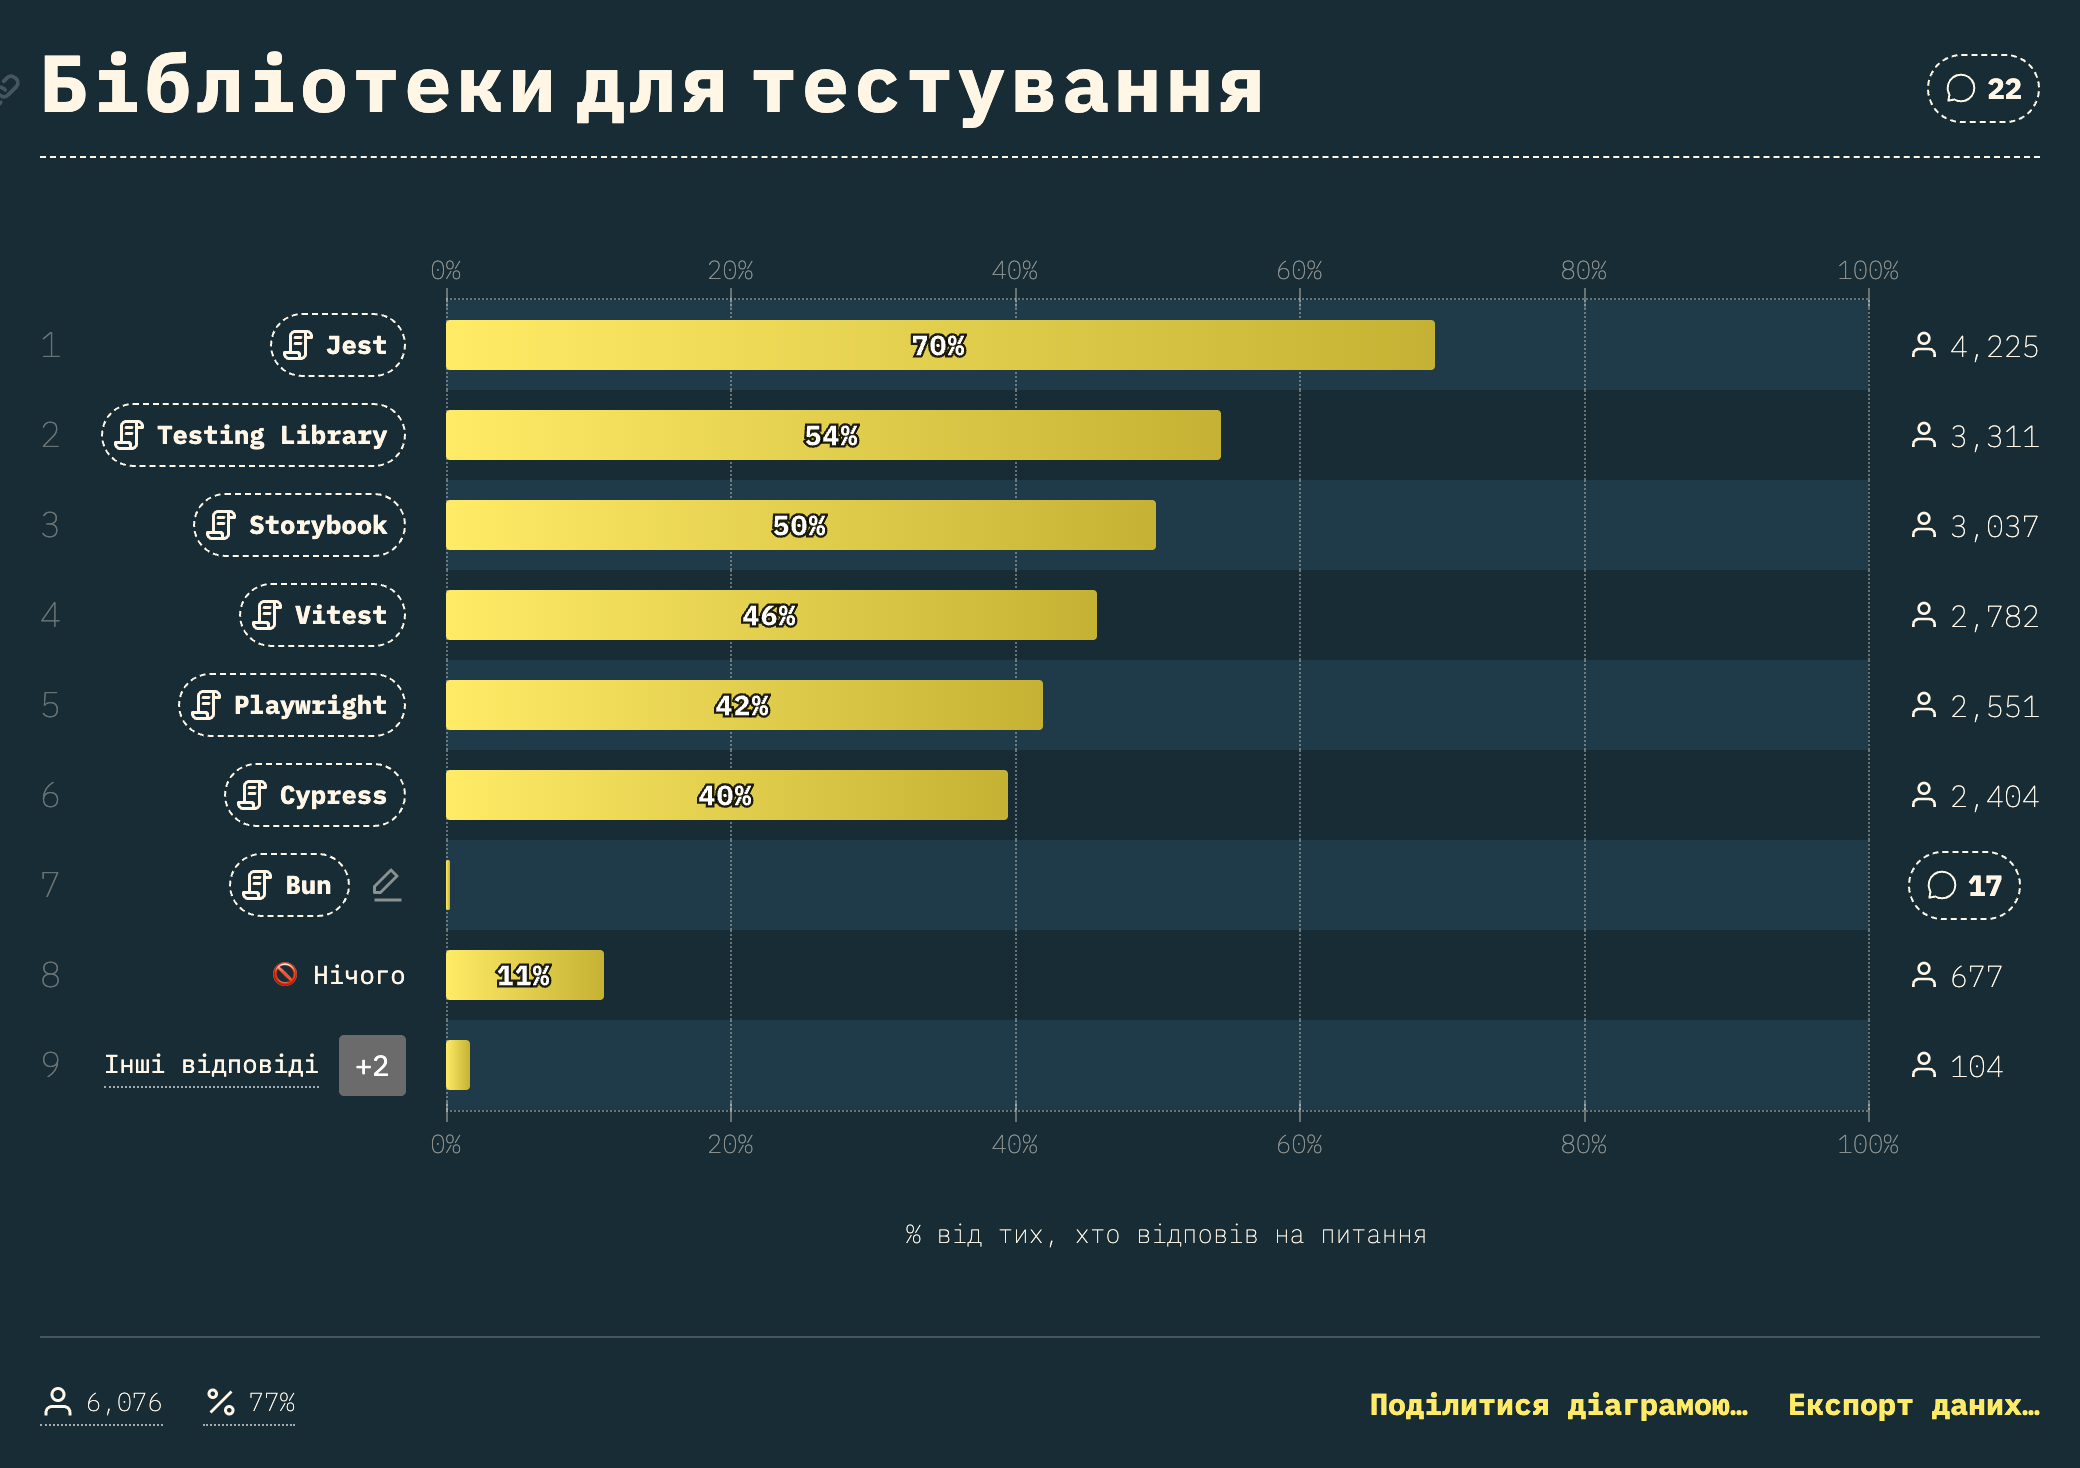 Бібліотеки для тестування
22
0% 20% 40% 60% 80% 100%
1 Jest 70% 4,225
2 Testing Library 54% 3,311
3 Storybook 50% 3,037
4 Vitest 46% 2,782
5 Playwright 42% 2,551
6 Cypress 40% 2,404
7 Bun 17
8 Нічого 11% 677
9 Інші відповіді +2 104
0% 20% 40% 60% 80% 100%
% від тих, хто відповів на питання
6,076 77% Поділитися діаграмою… Експорт даних…